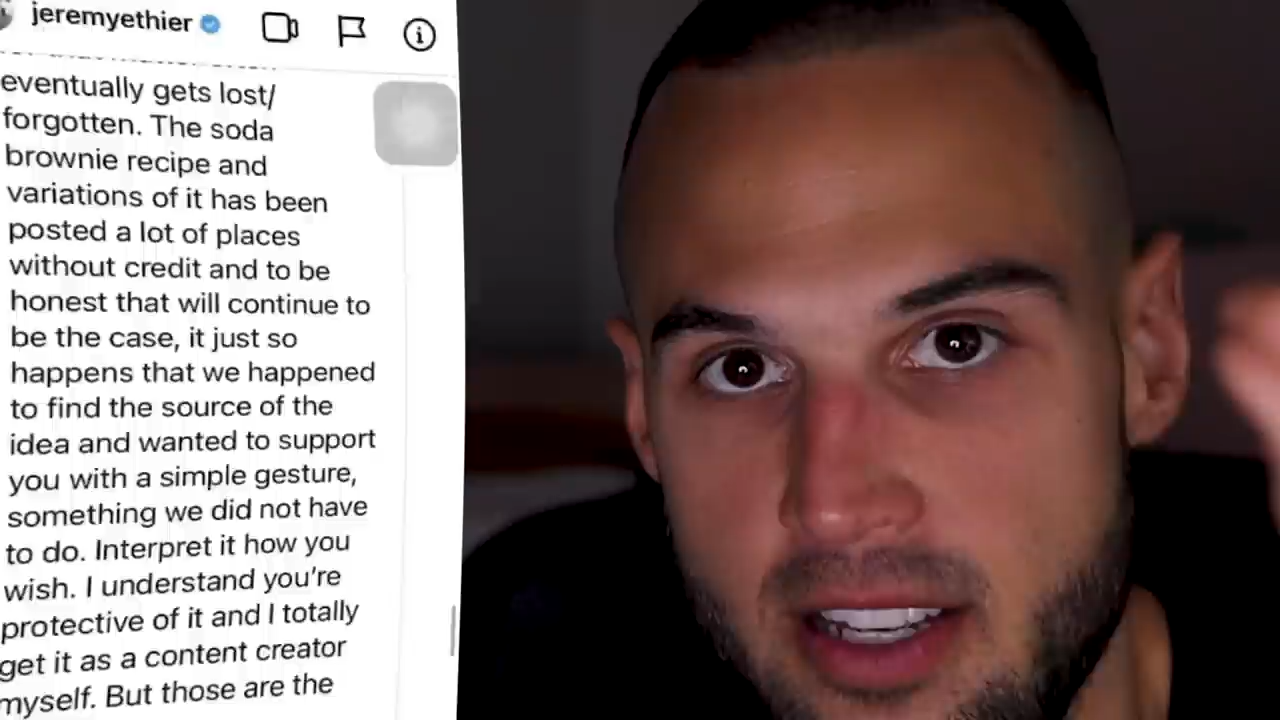 jeremyethier
eventually gets lost/
forgotten. The soda
brownie recipe and
variations of it has been
posted a lot of places
without credit and to be
honest that will continue to
be the case, it just so
happens that we happened
to find the source of the
idea and wanted to support
you with a simple gesture,
something we did not have
to do. Interpret it how you
wish. I understand you're
protective of it and I totally
get it as a content creator
myself. But those are the